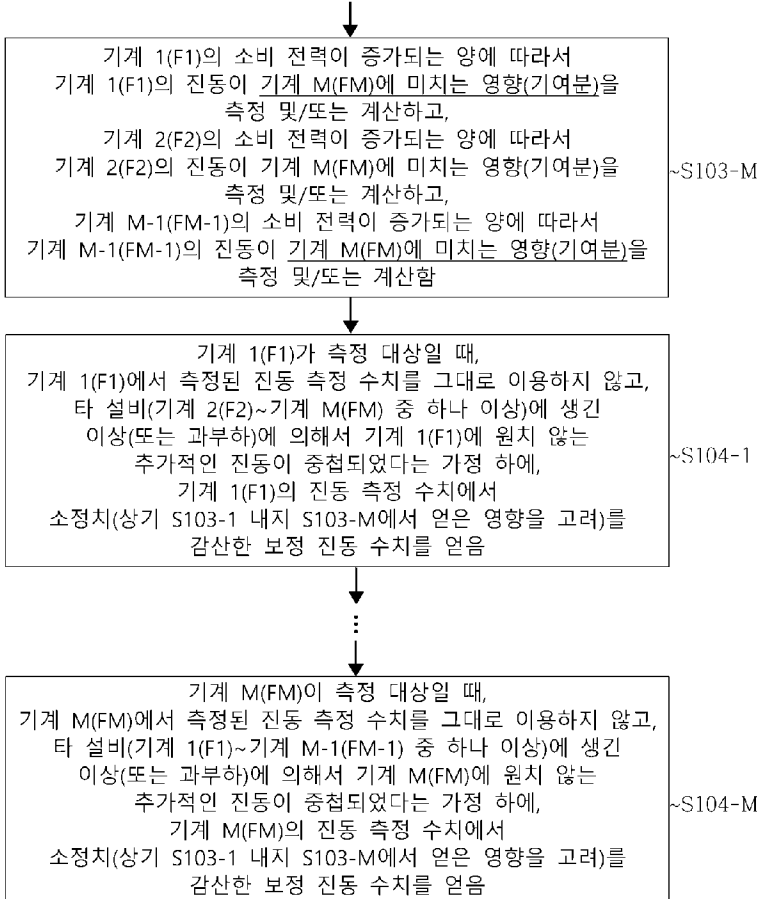 기계 1(F1)의 소비 전력이 증가되는 양에 따라서
기계 1(F1)의 진동이 기계 M(FM)에 미치는 영향(기여분)을
측정 및/또는 계산하고,
기계 2(F2)의 소비 전력이 증가되는 양에 따라서
기계 2(F2)의 진동이 기계 M(FM)에 미치는 영향(기여분)을
측정 및/또는 계산하고,
기계 M-1(FM-1)의 소비 전력이 증가되는 양에 따라서
기계 M-1(FM-1)의 진동이 기계 M(FM)에 미치는 영향(기여분)을
측정 및/또는 계산함
~S103-M
기계 1(F1)가 측정 대상일 때,
기계 1(F1)에서 측정된 진동 측정 수치를 그대로 이용하지 않고,
타 설비(기계 2(F2)~기계 M(FM) 중 하나 이상)에 생긴
이상(또는 과부하)에 의해서 기계 1(F1)에 원치 않는
추가적인 진동이 중첩되었다는 가정 하에,
기계 1(F1)의 진동 측정 수치에서
소정치(상기 S103-1 내지 S103-M에서 얻은 영향을 고려)를
감산한 보정 진동 수치를 얻음
~S104-1
...
기계 M(FM)이 측정 대상일 때,
기계 M(FM)에서 측정된 진동 측정 수치를 그대로 이용하지 않고,
타 설비(기계 1(F1)~기계 M-1(FM-1) 중 하나 이상)에 생긴
이상(또는 과부하)에 의해서 기계 M(FM)에 원치 않는
추가적인 진동이 중첩되었다는 가정 하에,
기계 M(FM)의 진동 측정 수치에서
소정치(상기 S103-1 내지 S103-M에서 얻은 영향을 고려)를
감산한 보정 진동 수치를 얻음
~S104-M